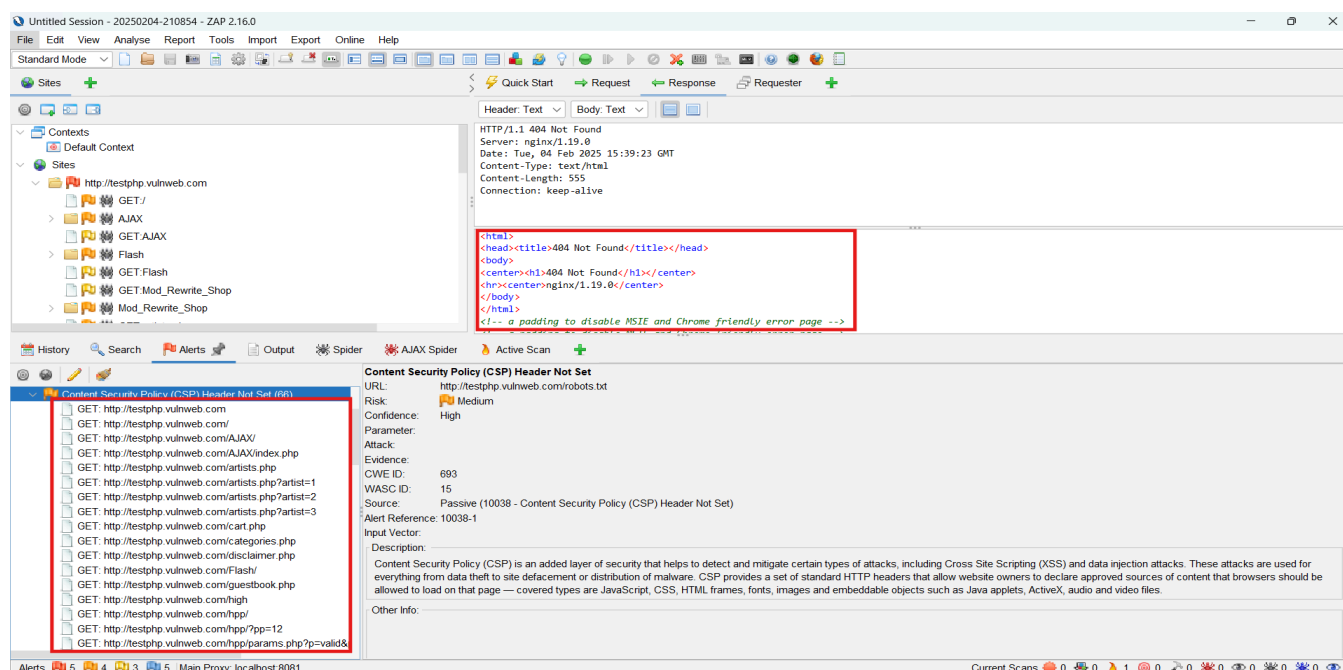 Untitled Session - 20250204-210854 - ZAP 2.16.0
File Edit View Analyse Report Tools Import Export Online Help
Standard Mode
Sites
Quick Start Request Response Requester
Header: Text Body: Text
Contexts
Default Context
Sites
http://testphp.vulnweb.com
GET:/
AJAX
GET:AJAX
Flash
GET:Flash
GET:Mod_Rewrite_Shop
Mod_Rewrite_Shop
HTTP/1.1 404 Not Found
Server: nginx/1.19.0
Date: Tue, 04 Feb 2025 15:39:23 GMT
Content-Type: text/html
Content-Length: 555
Connection: keep-alive
<html>
<head><title>404 Not Found</title></head>
<body>
<center><h1>404 Not Found</h1></center>
<hr><center>nginx/1.19.0</center>
</body>
</html>
<!-- a padding to disable MSIE and Chrome friendly error page -->
History Search Alerts Output Spider AJAX Spider Active Scan
Content Security Policy (CSP) Header Not Set (66)
GET: http://testphp.vulnweb.com
GET: http://testphp.vulnweb.com/
GET: http://testphp.vulnweb.com/AJAX/
GET: http://testphp.vulnweb.com/AJAX/index.php
GET: http://testphp.vulnweb.com/artists.php
GET: http://testphp.vulnweb.com/artists.php?artist=1
GET: http://testphp.vulnweb.com/artists.php?artist=2
GET: http://testphp.vulnweb.com/artists.php?artist=3
GET: http://testphp.vulnweb.com/cart.php
GET: http://testphp.vulnweb.com/categories.php
GET: http://testphp.vulnweb.com/disclaimer.php
GET: http://testphp.vulnweb.com/Flash/
GET: http://testphp.vulnweb.com/guestbook.php
GET: http://testphp.vulnweb.com/high
GET: http://testphp.vulnweb.com/hpp/
GET: http://testphp.vulnweb.com/hpp/?pp=12
GET: http://testphp.vulnweb.com/hpp/params.php?p=valid&
Content Security Policy (CSP) Header Not Set
URL: http://testphp.vulnweb.com/robots.txt
Risk: Medium
Confidence: High
Parameter:
Attack:
Evidence:
CWE ID: 693
WASC ID: 15
Source: Passive (10038 - Content Security Policy (CSP) Header Not Set)
Alert Reference: 10038-1
Input Vector:
Description:
Content Security Policy (CSP) is an added layer of security that helps to detect and mitigate certain types of attacks, including Cross Site Scripting (XSS) and data injection attacks. These attacks are used for
everything from data theft to site defacement or distribution of malware. CSP provides a set of standard HTTP headers that allow website owners to declare approved sources of content that browsers should be
allowed to load on that page — covered types are JavaScript, CSS, HTML frames, fonts, images and embeddable objects such as Java applets, ActiveX, audio and video files.
Other Info:
Alerts 5 4 3 5 Main Proxy: localhost:8081
Current Scans 0 0 1 0 0 0 0 0 0